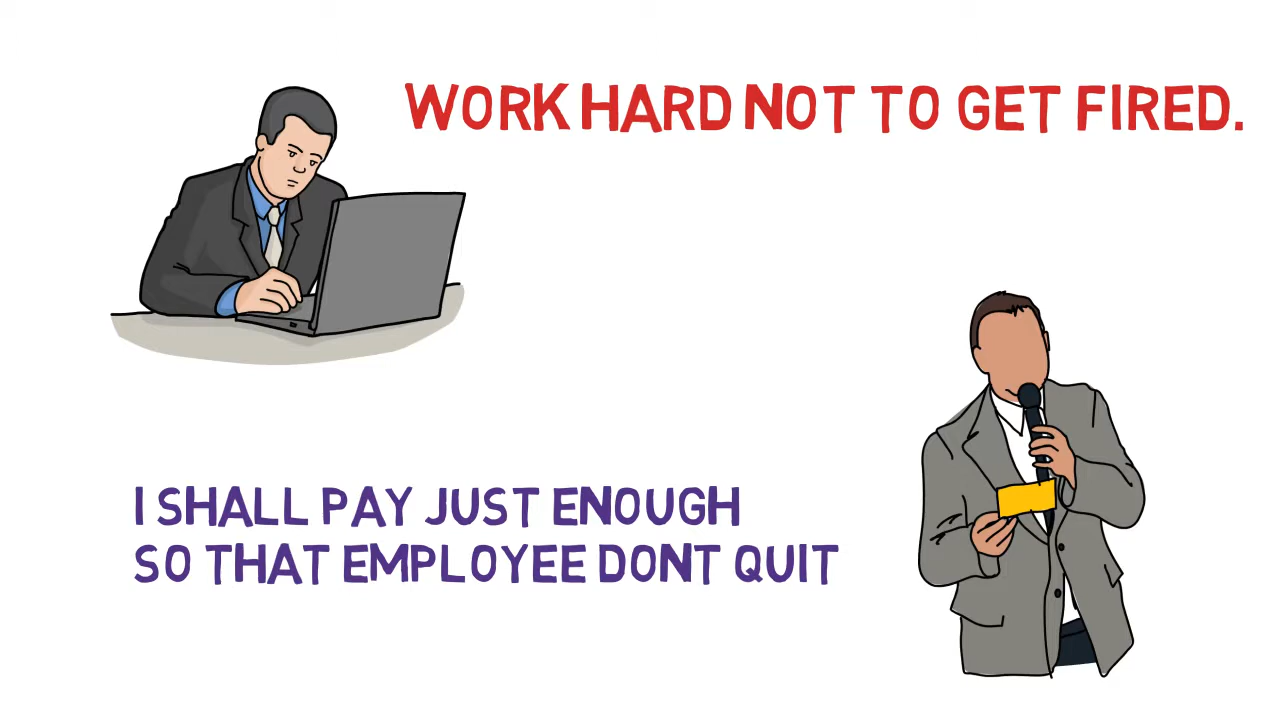 WORK HARD NOT TO GET FIRED.
I SHALL PAY JUST ENOUGH
SO THAT EMPLOYEE DONT QUIT